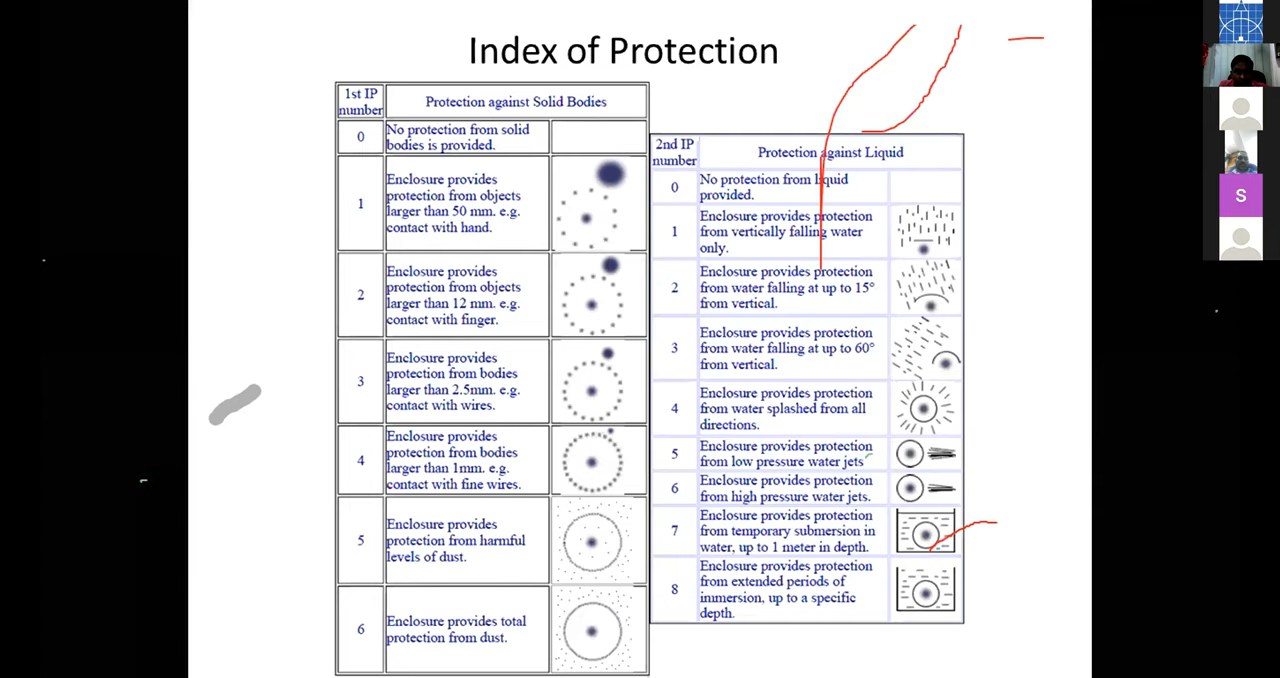 Index of Protection
1st IP
number
Protection against Solid Bodies
0
No protection from solid
bodies is provided.
1
Enclosure provides
protection from objects
larger than 50 mm. e.g.
contact with hand.
2
Enclosure provides
protection from objects
larger than 12 mm. e.g.
contact with finger.
3
Enclosure provides
protection from bodies
larger than 2.5mm. e.g.
contact with wires.
4
Enclosure provides
protection from bodies
larger than 1mm. e.g.
contact with fine wires.
5
Enclosure provides
protection from harmful
levels of dust.
6
Enclosure provides total
protection from dust.
2nd IP
number
Protection against Liquid
0
No protection from liquid
provided.
1
Enclosure provides protection
from vertically falling water
only.
2
Enclosure provides protection
from water falling at up to 15°
from vertical.
3
Enclosure provides protection
from water falling at up to 60°
from vertical.
4
Enclosure provides protection
from water splashed from all
directions.
5
Enclosure provides protection
from low pressure water jets
6
Enclosure provides protection
from high pressure water jets.
7
Enclosure provides protection
from temporary submersion in
water, up to 1 meter in depth.
8
Enclosure provides protection
from extended periods of
immersion, up to a specific
depth.
S